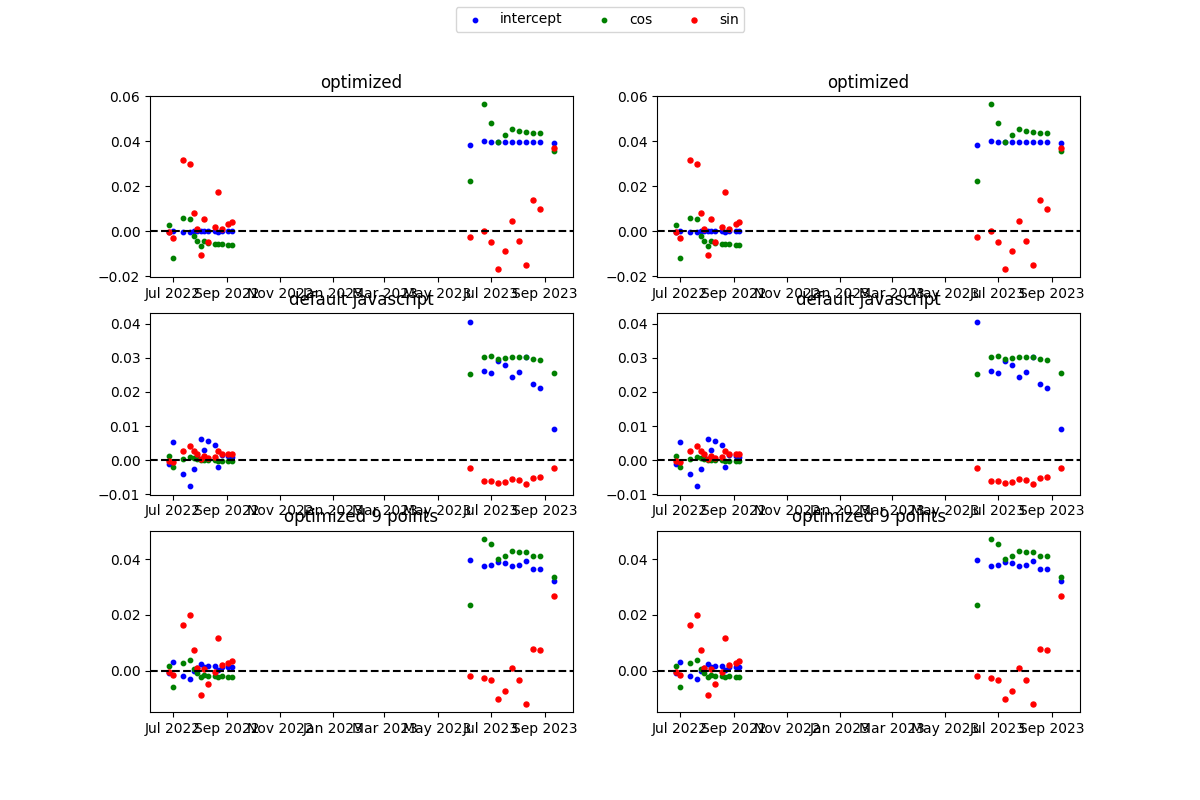 intercept cos sin
optimized optimized
0.06 0.06
0.04 0.04
0.02 0.02
0.00 0.00
−0.02 −0.02
Jul 2022 Sep 2022 Nov 2022 Jan 2023 Mar 2023 May 2023 Jul 2023 Sep 2023 Jul 2022 Sep 2022 Nov 2022 Jan 2023 Mar 2023 May 2023 Jul 2023 Sep 2023
default javascript default javascript
0.04 0.04
0.03 0.03
0.02 0.02
0.01 0.01
0.00 0.00
−0.01 −0.01
Jul 2022 Sep 2022 Nov 2022 Jan 2023 Mar 2023 May 2023 Jul 2023 Sep 2023 Jul 2022 Sep 2022 Nov 2022 Jan 2023 Mar 2023 May 2023 Jul 2023 Sep 2023
optimized 9 points optimized 9 points
0.04 0.04
0.02 0.02
0.00 0.00
Jul 2022 Sep 2022 Nov 2022 Jan 2023 Mar 2023 May 2023 Jul 2023 Sep 2023 Jul 2022 Sep 2022 Nov 2022 Jan 2023 Mar 2023 May 2023 Jul 2023 Sep 2023